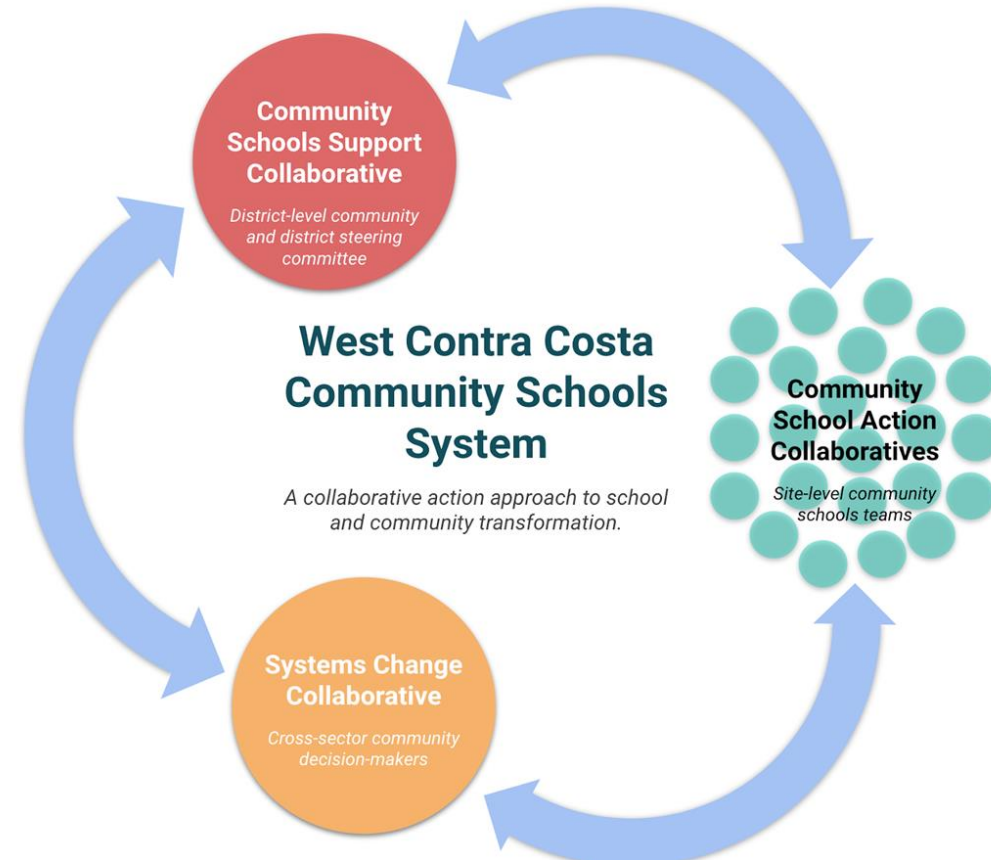 Community
Schools Support
Collaborative
District-level community
and district steering
committee
West Contra Costa
Community Schools
System
A collaborative action approach to school
and community transformation.
Community
School Action
Collaboratives
Site-level community
schools teams
Systems Change
Collaborative
Cross-sector community
decision-makers